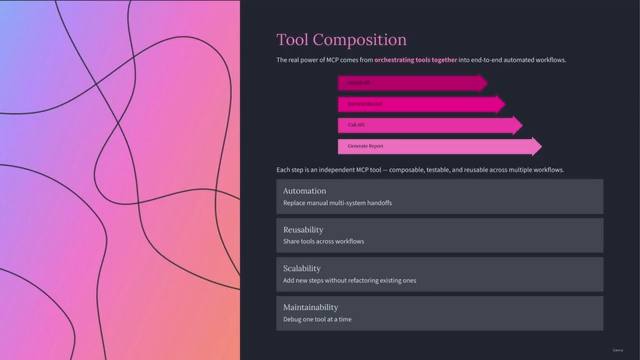 Tool Composition
The real power of MCP comes from orchestrating tools together into end-to-end automated workflows.
Call API
Generate Report
Each step is an independent MCP tool — composable, testable, and reusable across multiple workflows.
Automation
Replace manual multi-system handoffs
Reusability
Share tools across workflows
Scalability
Add new steps without refactoring existing ones
Maintainability
Debug one tool at a time